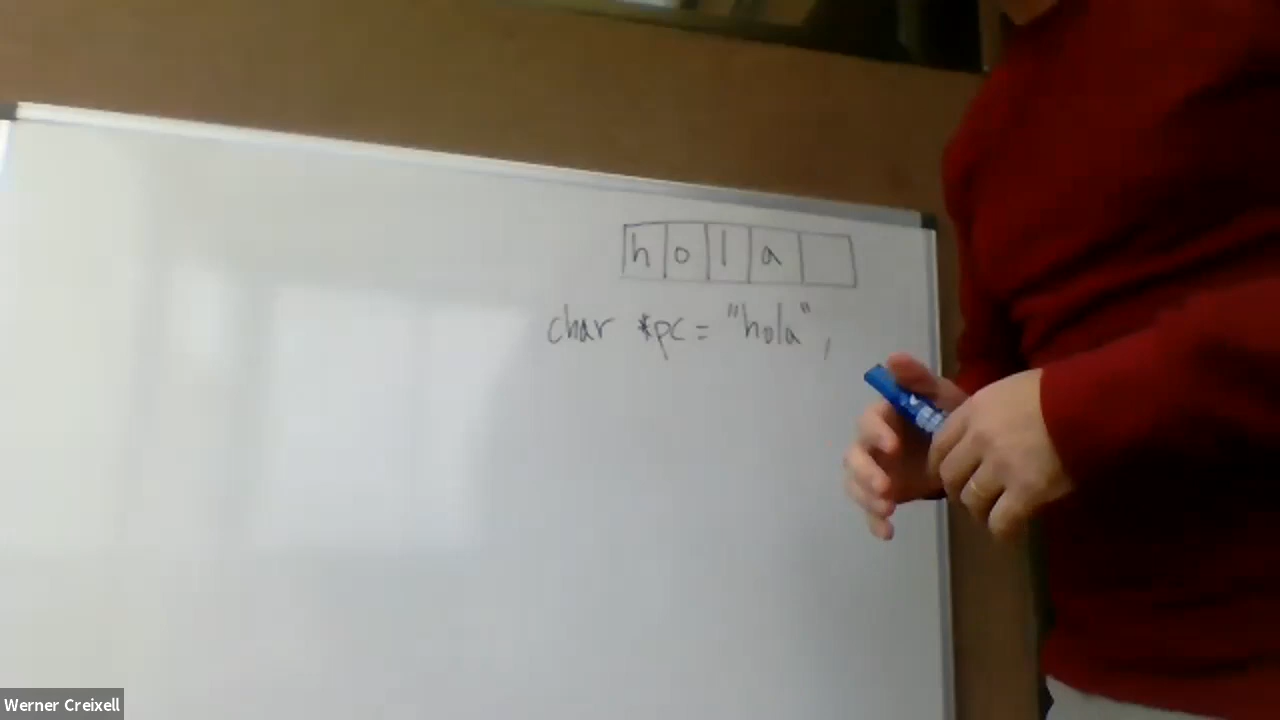 h o l a
char *pc = "hola",
Werner Creixell